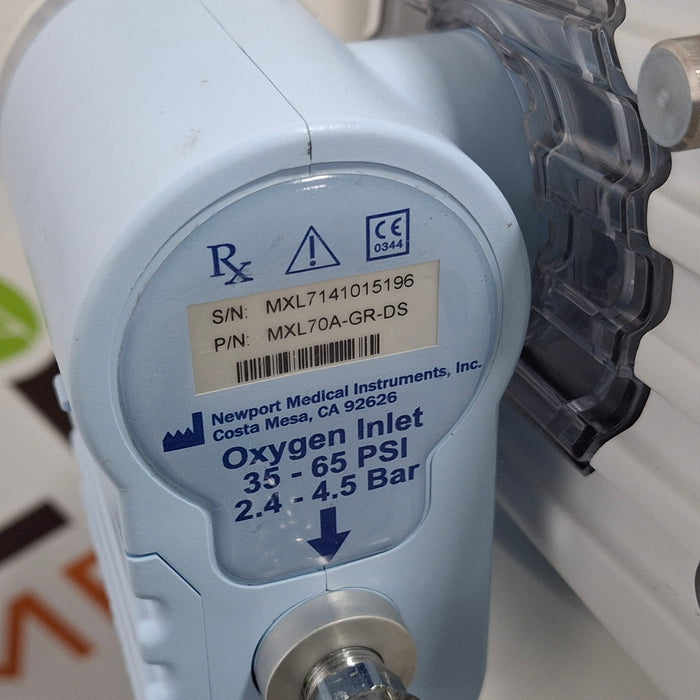 Rx
CE
0344
S/N: MXL7141015196
P/N: MXL70A-GR-DS
Newport Medical Instruments, Inc.
Costa Mesa, CA 92626
Oxygen Inlet
35 - 65 PSI
2.4 - 4.5 Bar